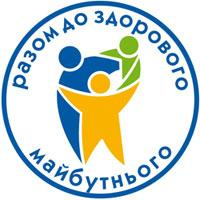 разом до здорового
майбутнього